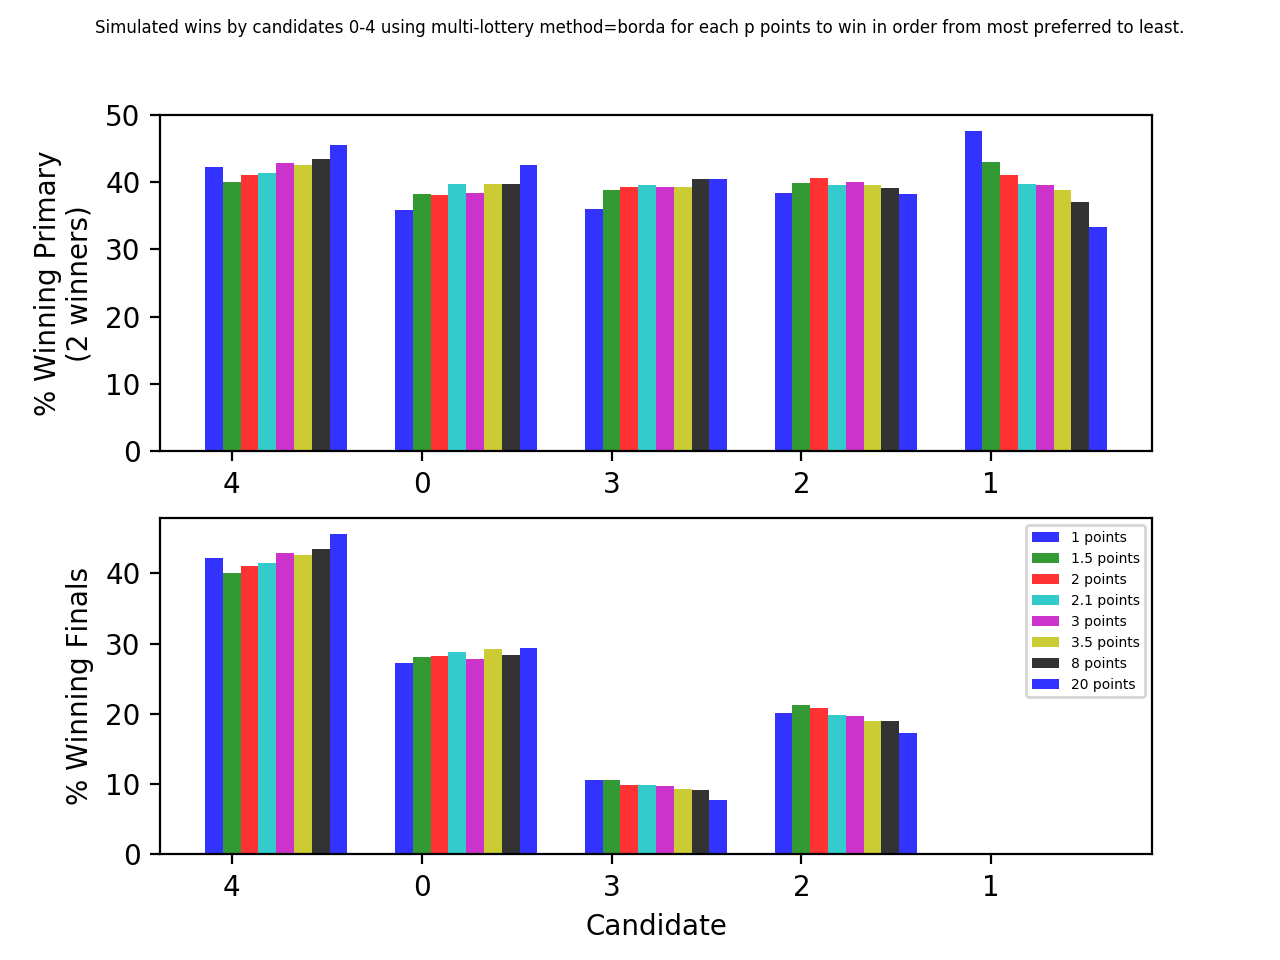 Simulated wins by candidates 0-4 using multi-lottery method=borda for each p points to win in order from most preferred to least.
% Winning Primary
(2 winners)
50
40
30
20
10
0
4 0 3 2 1
% Winning Finals
40
30
20
10
0
1 points
1.5 points
2 points
2.1 points
3 points
3.5 points
8 points
20 points
4 0 3 2 1
Candidate